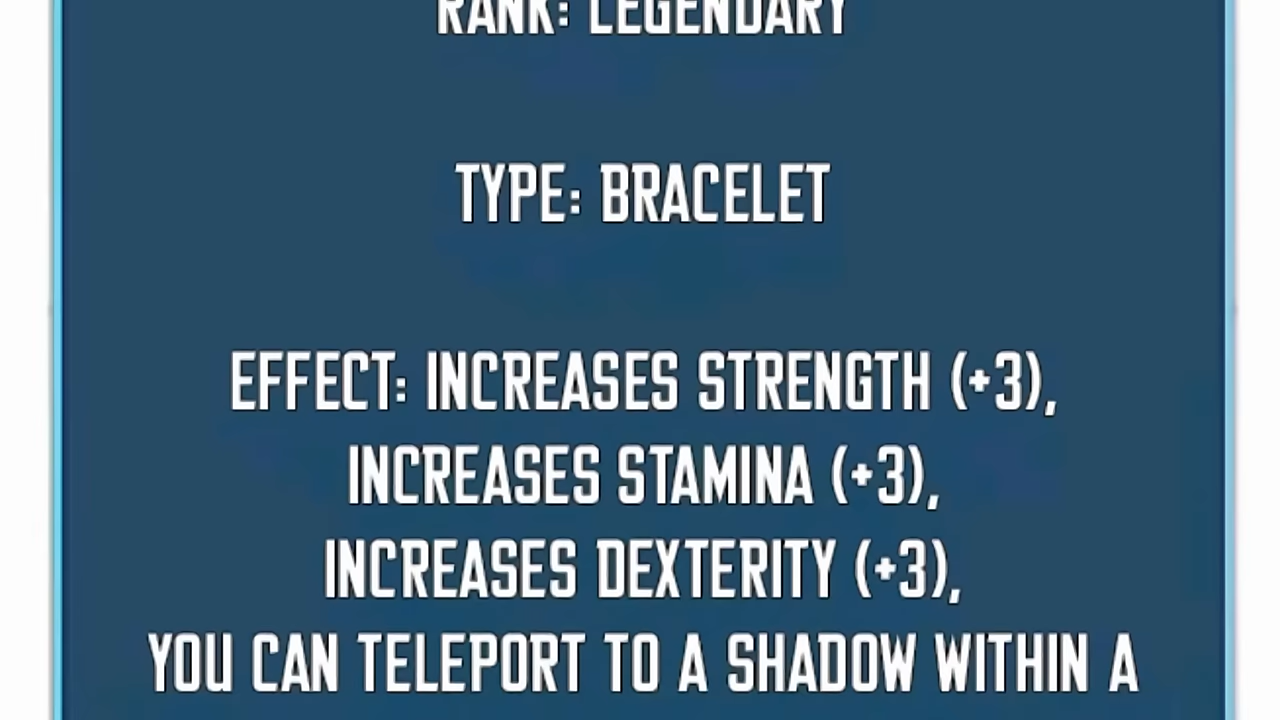 RANK: LEGENDARY
TYPE: BRACELET
EFFECT: INCREASES STRENGTH (+3),
INCREASES STAMINA (+3),
INCREASES DEXTERITY (+3),
YOU CAN TELEPORT TO A SHADOW WITHIN A